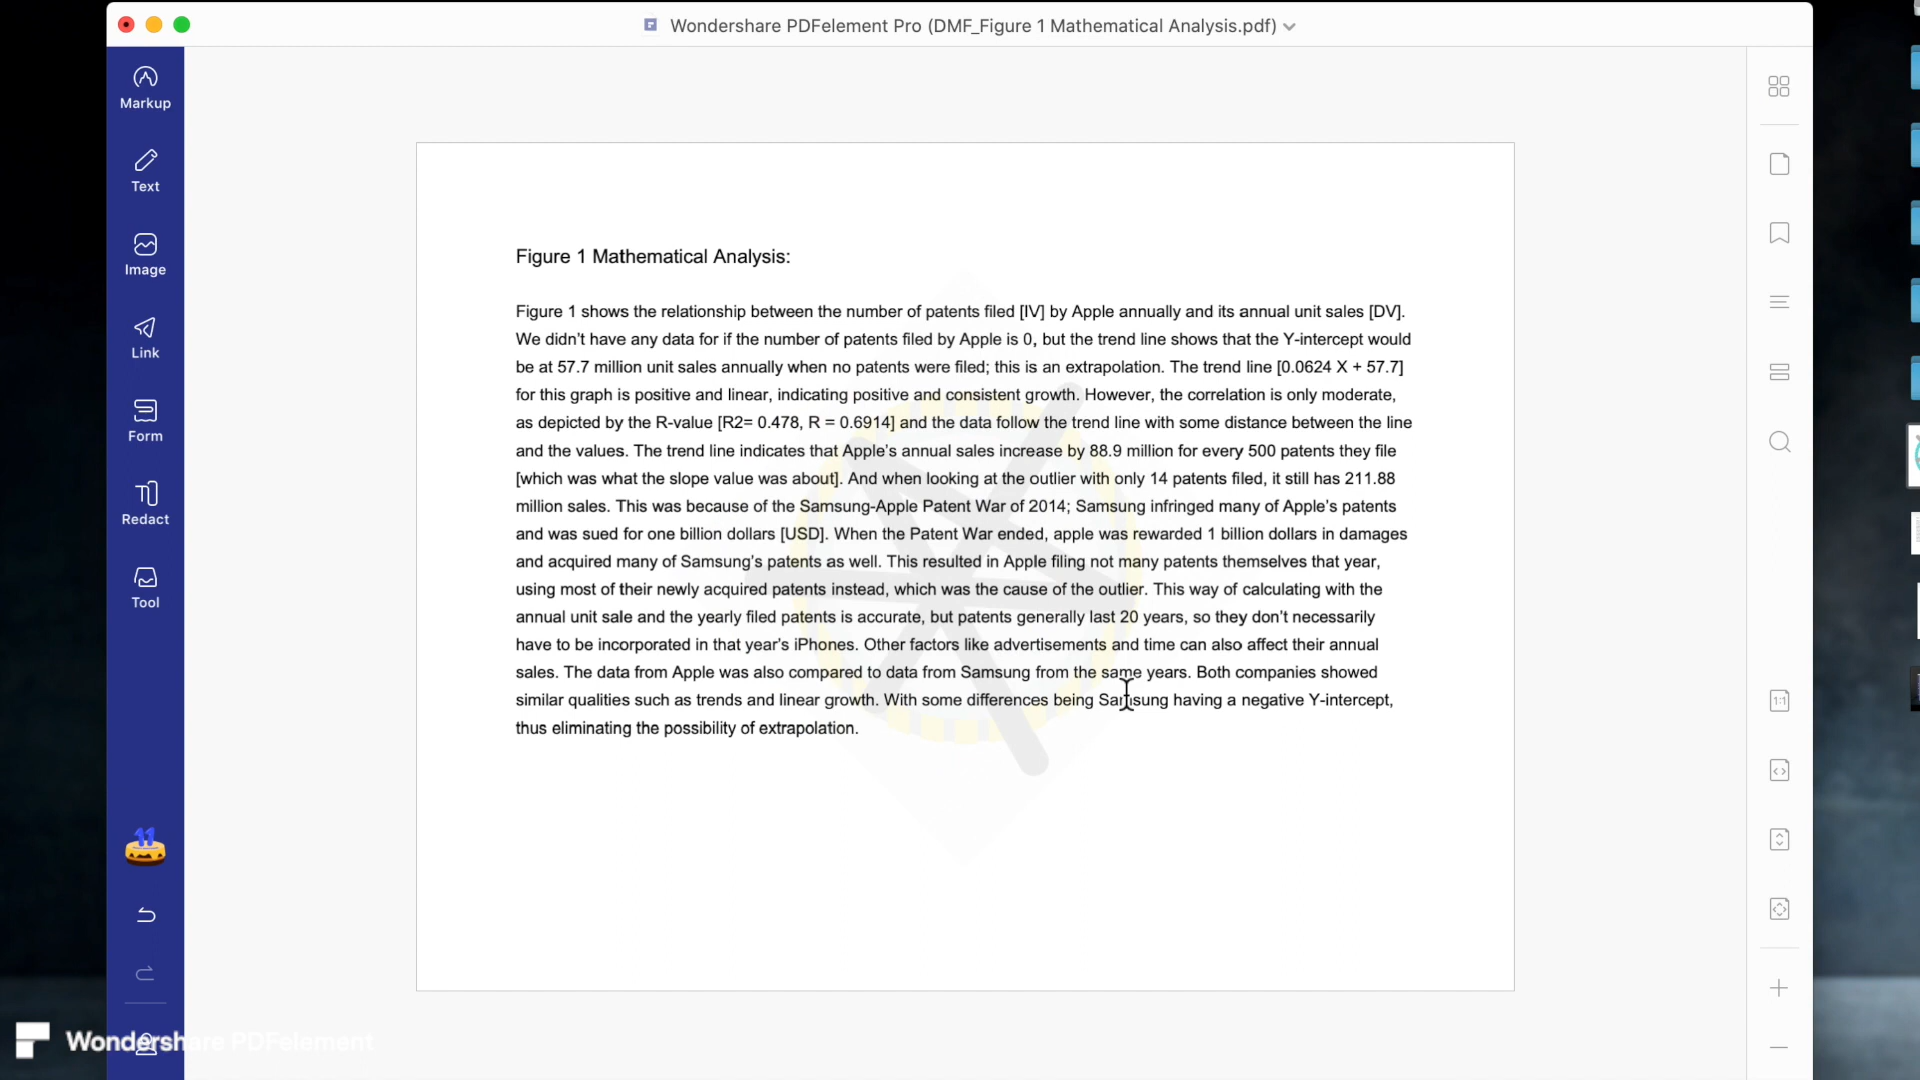 Wondershare PDFelement Pro (DMF_Figure 1 Mathematical Analysis.pdf)
Markup
Text
Image
Link
Form
Redact
Tool
11
Figure 1 Mathematical Analysis:
Figure 1 shows the relationship between the number of patents filed [IV] by Apple annually and its annual unit sales [DV].
We didn't have any data for if the number of patents filed by Apple is 0, but the trend line shows that the Y-intercept would
be at 57.7 million unit sales annually when no patents were filed; this is an extrapolation. The trend line [0.0624 X + 57.7]
for this graph is positive and linear, indicating positive and consistent growth. However, the correlation is only moderate,
as depicted by the R-value [R2= 0.478, R = 0.6914] and the data follow the trend line with some distance between the line
and the values. The trend line indicates that Apple's annual sales increase by 88.9 million for every 500 patents they file
[which was what the slope value was about]. And when looking at the outlier with only 14 patents filed, it still has 211.88
million sales. This was because of the Samsung-Apple Patent War of 2014; Samsung infringed many of Apple's patents
and was sued for one billion dollars [USD]. When the Patent War ended, apple was rewarded 1 billion dollars in damages
and acquired many of Samsung's patents as well. This resulted in Apple filing not many patents themselves that year,
using most of their newly acquired patents instead, which was the cause of the outlier. This way of calculating with the
annual unit sale and the yearly filed patents is accurate, but patents generally last 20 years, so they don't necessarily
have to be incorporated in that year's iPhones. Other factors like advertisements and time can also affect their annual
sales. The data from Apple was also compared to data from Samsung from the same years. Both companies showed
similar qualities such as trends and linear growth. With some differences being Samsung having a negative Y-intercept,
thus eliminating the possibility of extrapolation.
1:1
Wondershare PDFelement